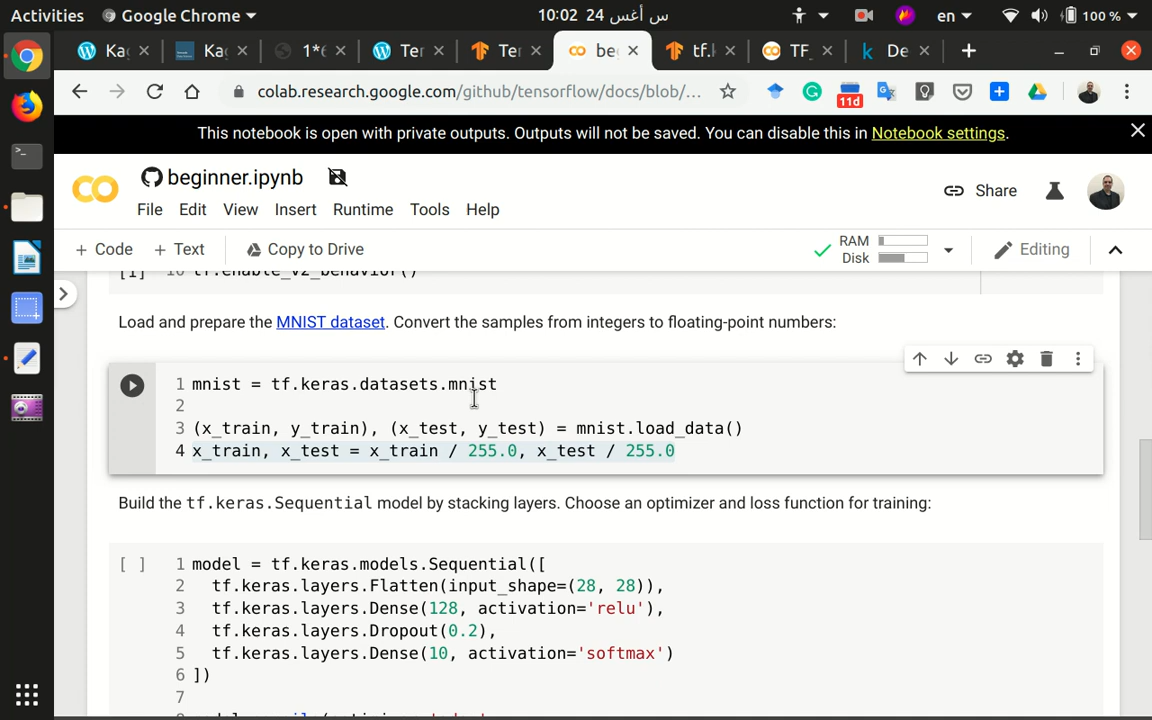 Activities Google Chrome 10:02 24 س أغس en 100 %
Ka Ka 1*6 Ter Te be tf.l TF_ De
colab.research.google.com/github/tensorflow/docs/blob/... 11d
This notebook is open with private outputs. Outputs will not be saved. You can disable this in Notebook settings.
beginner.ipynb
Share
File Edit View Insert Runtime Tools Help
+ Code + Text Copy to Drive RAM Disk Editing
[1] 10 tf.enable_v2_behavior()
Load and prepare the MNIST dataset. Convert the samples from integers to floating-point numbers:
1 mnist = tf.keras.datasets.mnist
2
3 (x_train, y_train), (x_test, y_test) = mnist.load_data()
4 x_train, x_test = x_train / 255.0, x_test / 255.0
Build the tf.keras.Sequential model by stacking layers. Choose an optimizer and loss function for training:
[ ] 1 model = tf.keras.models.Sequential([
2 tf.keras.layers.Flatten(input_shape=(28, 28)),
3 tf.keras.layers.Dense(128, activation='relu'),
4 tf.keras.layers.Dropout(0.2),
5 tf.keras.layers.Dense(10, activation='softmax')
6 ])
7